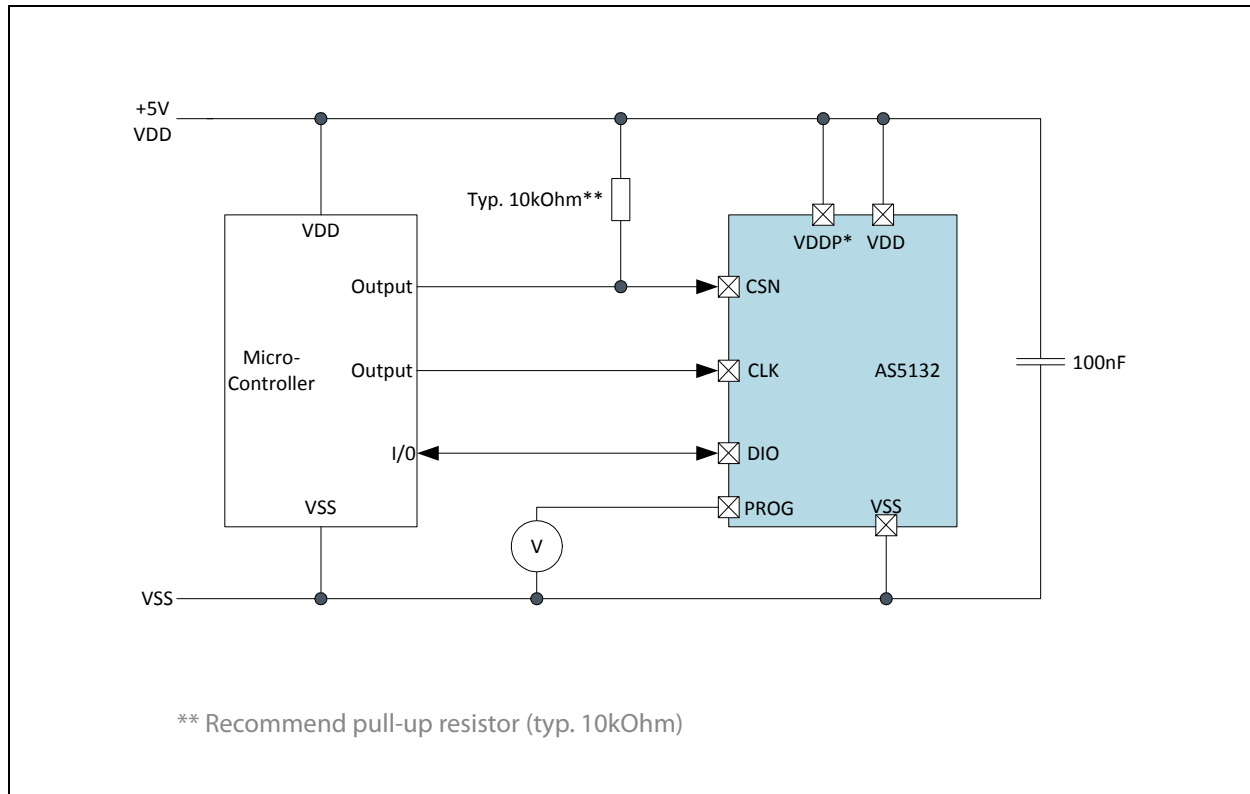 +5V
VDD
Typ. 10kOhm**
VDD
VDDP* VDD
Output
CSN
Micro-
Controller
Output
CLK
AS5132
100nF
I/0
DIO
VSS
PROG
VSS
V
VSS
** Recommend pull-up resistor (typ. 10kOhm)